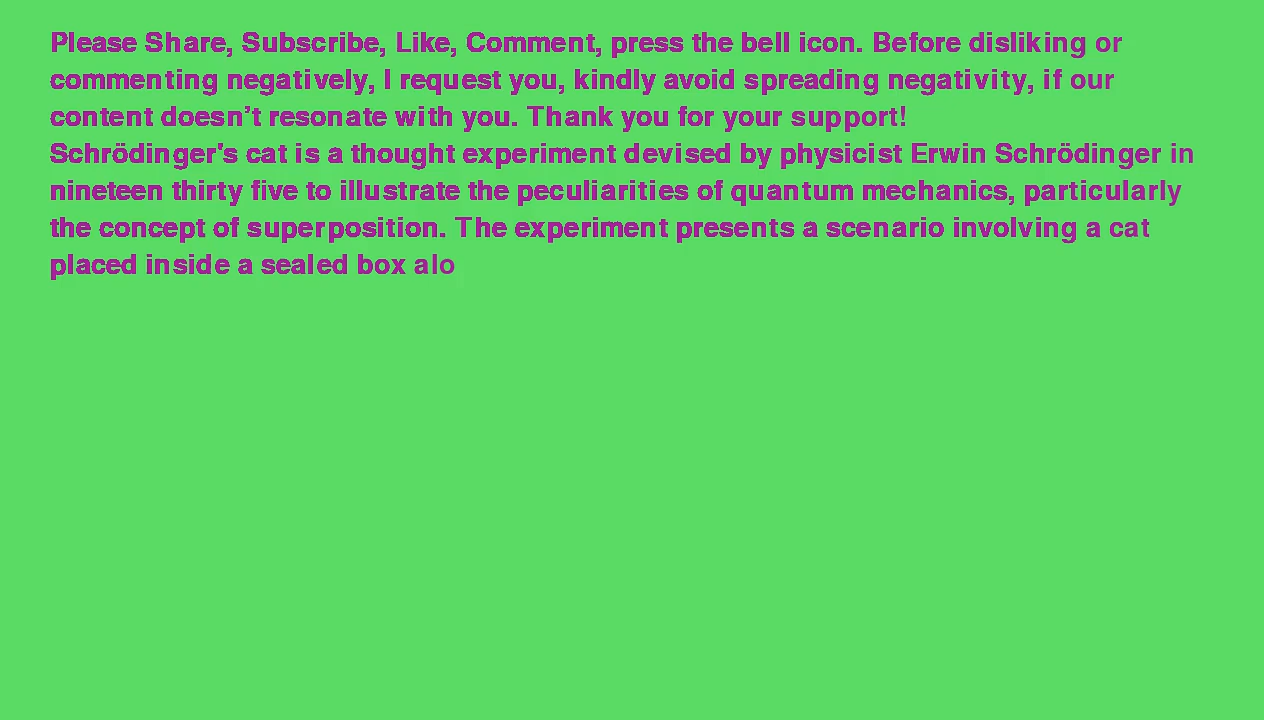 Please Share, Subscribe, Like, Comment, press the bell icon. Before disliking or
commenting negatively, I request you, kindly avoid spreading negativity, if our
content doesn’t resonate with you. Thank you for your support!
Schrödinger's cat is a thought experiment devised by physicist Erwin Schrödinger in
nineteen thirty five to illustrate the peculiarities of quantum mechanics, particularly
the concept of superposition. The experiment presents a scenario involving a cat
placed inside a sealed box alo